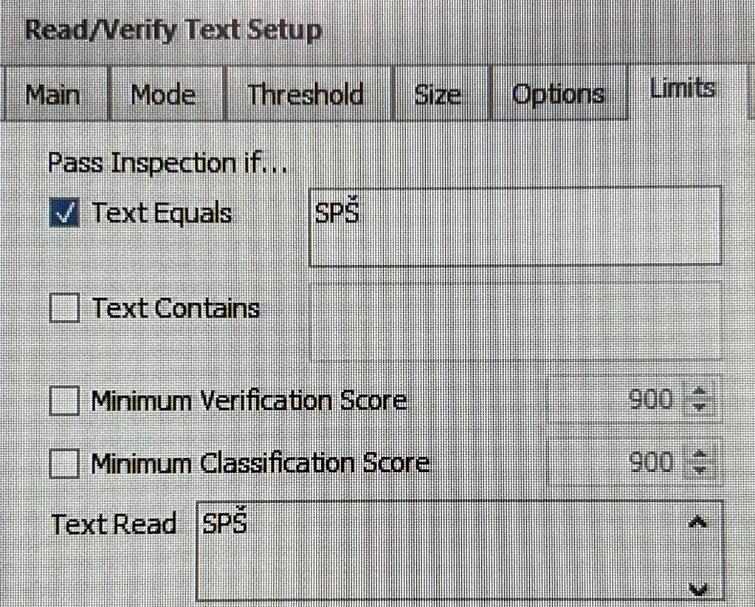 Read/Verify Text Setup
Main Mode Threshold Size Options Limits
Pass Inspection if...
Text Equals SPŠ
Text Contains
Minimum Verification Score 900
Minimum Classification Score 900
Text Read SPŠ